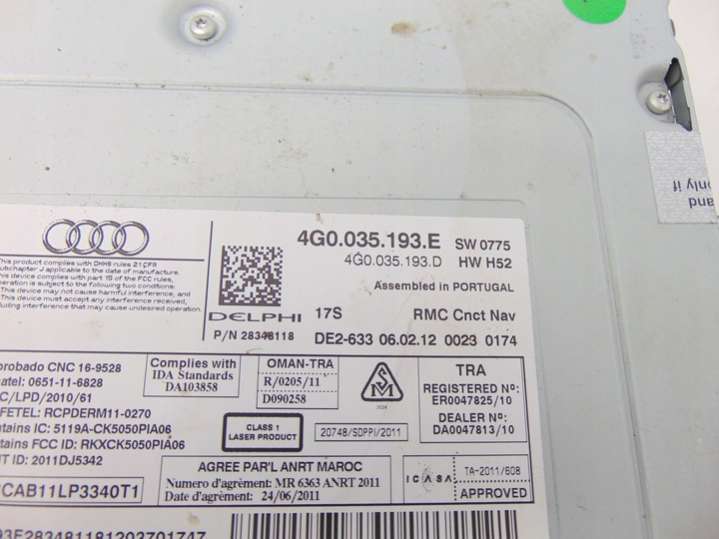 4G0.035.193.E SW 0775
4G0.035.193.D HW H52
Assembled in PORTUGAL
This product complies with DHHS rules 21 CFR
subchapter J applicable to the date of manufacture.
this device complies with part 15 of the FCC rules,
operation is subject to the following two conditions
may not cause harmful interference, and
this device must accept any interference received
including interference that may cause undesired operation.
DELPHI 17S RMC Cnct Nav
P/N 28348118 DE2-633 06.02.12 0023 0174
probado CNC 16-9528
atel: 0651-11-6828
C/LPD/2010/61
FETEL: RCPDERM11-0270
tains IC: 5119A-CK5050PIA06
tains FCC ID: RKXCK5050PIA06
T ID: 2011DJ5342
CAB11LP3340T1
Complies with
IDA Standards
DA103858
OMAN-TRA
R/0205/11
D090258
CLASS 1
LASER PRODUCT
20748/SDPPI/2011
TRA
REGISTERED No:
ER0047825/10
DEALER No:
DA0047813/10
AGREE PAR'L ANRT MAROC
Numero d'agrément: MR 6363 ANRT 2011
Date d'agrément: 24/06/2011
ICASA
TA-2011/608
APPROVED
93E28348118120370174
and
only if